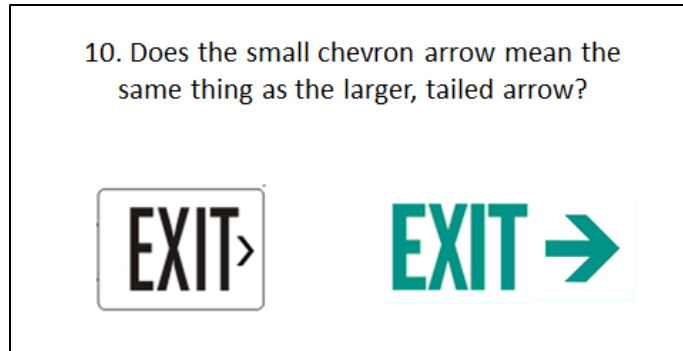 10. Does the small chevron arrow mean the
same thing as the larger, tailed arrow?
EXIT>
EXIT →